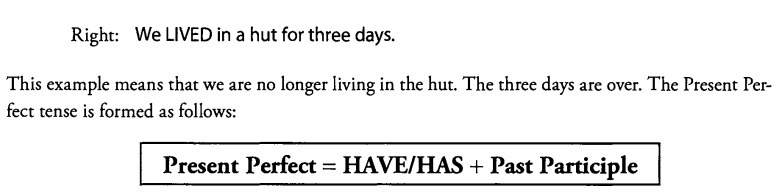 Right: We LIVED in a hut for three days.
This example means that we are no longer living in the hut. The three days are over. The Present Per-
fect tense is formed as follows:
Present Perfect = HAVE/HAS + Past Participle